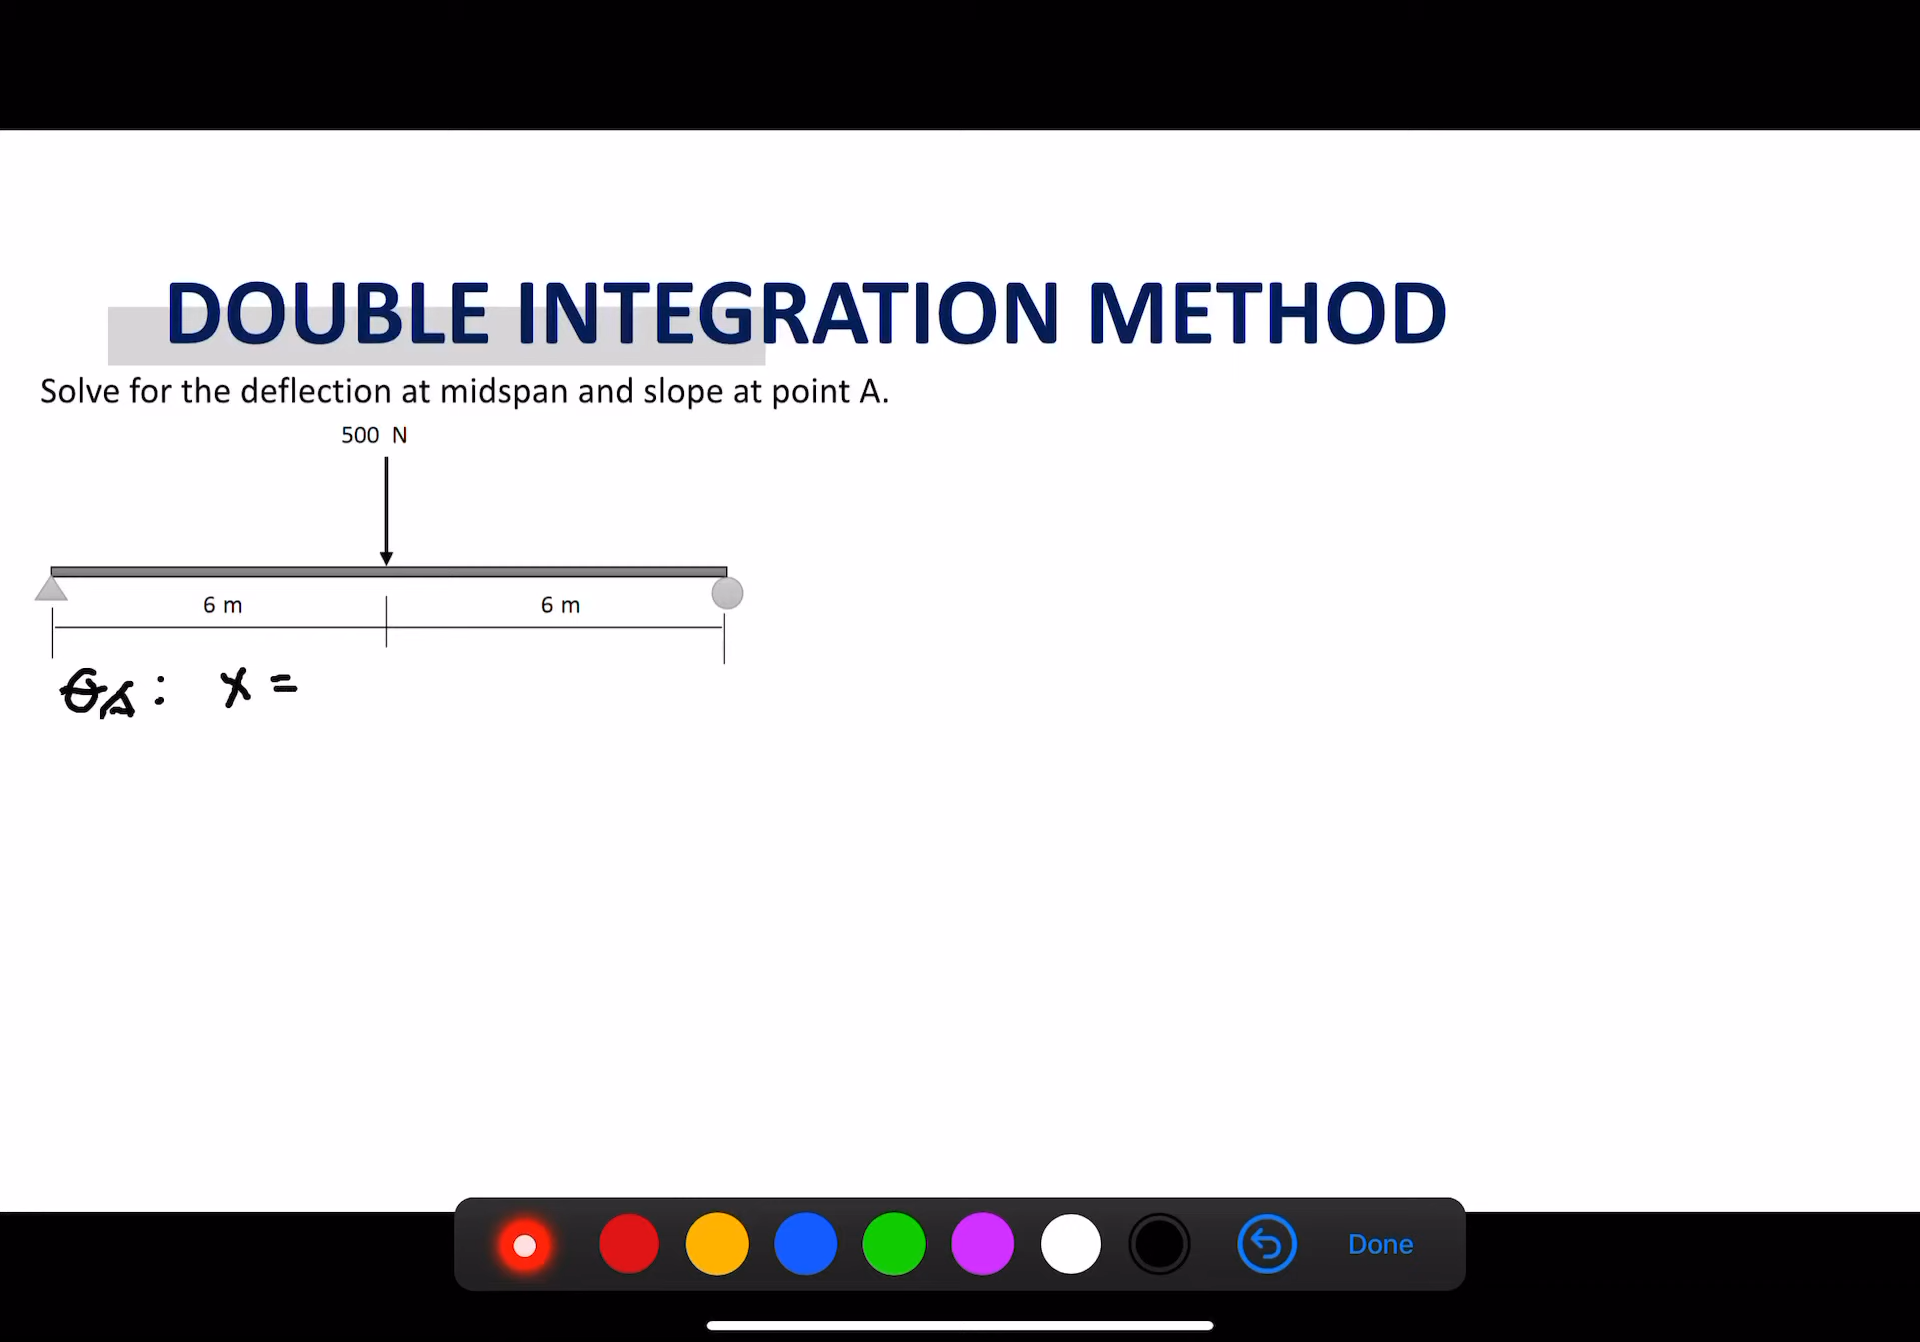 DOUBLE INTEGRATION METHOD
Solve for the deflection at midspan and slope at point A.
500 N
6 m 6 m
θA: x =
Done